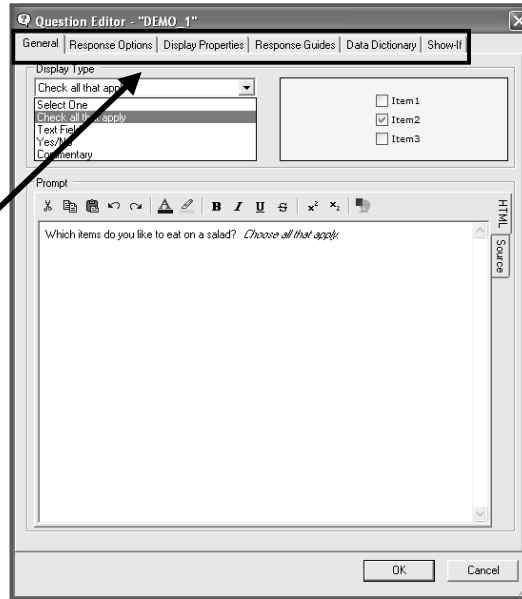 Question Editor - "DEMO_1"
General Response Options Display Properties Response Guides Data Dictionary Show-If
Display Type
Check all that apply
Select One
Check all that apply
Text Field
Yes/No
Commentary
Item1
Item2
Item3
Prompt
A B I U S x² x₂
HTML
Source
Which items do you like to eat on a salad? Choose all that apply.
OK Cancel